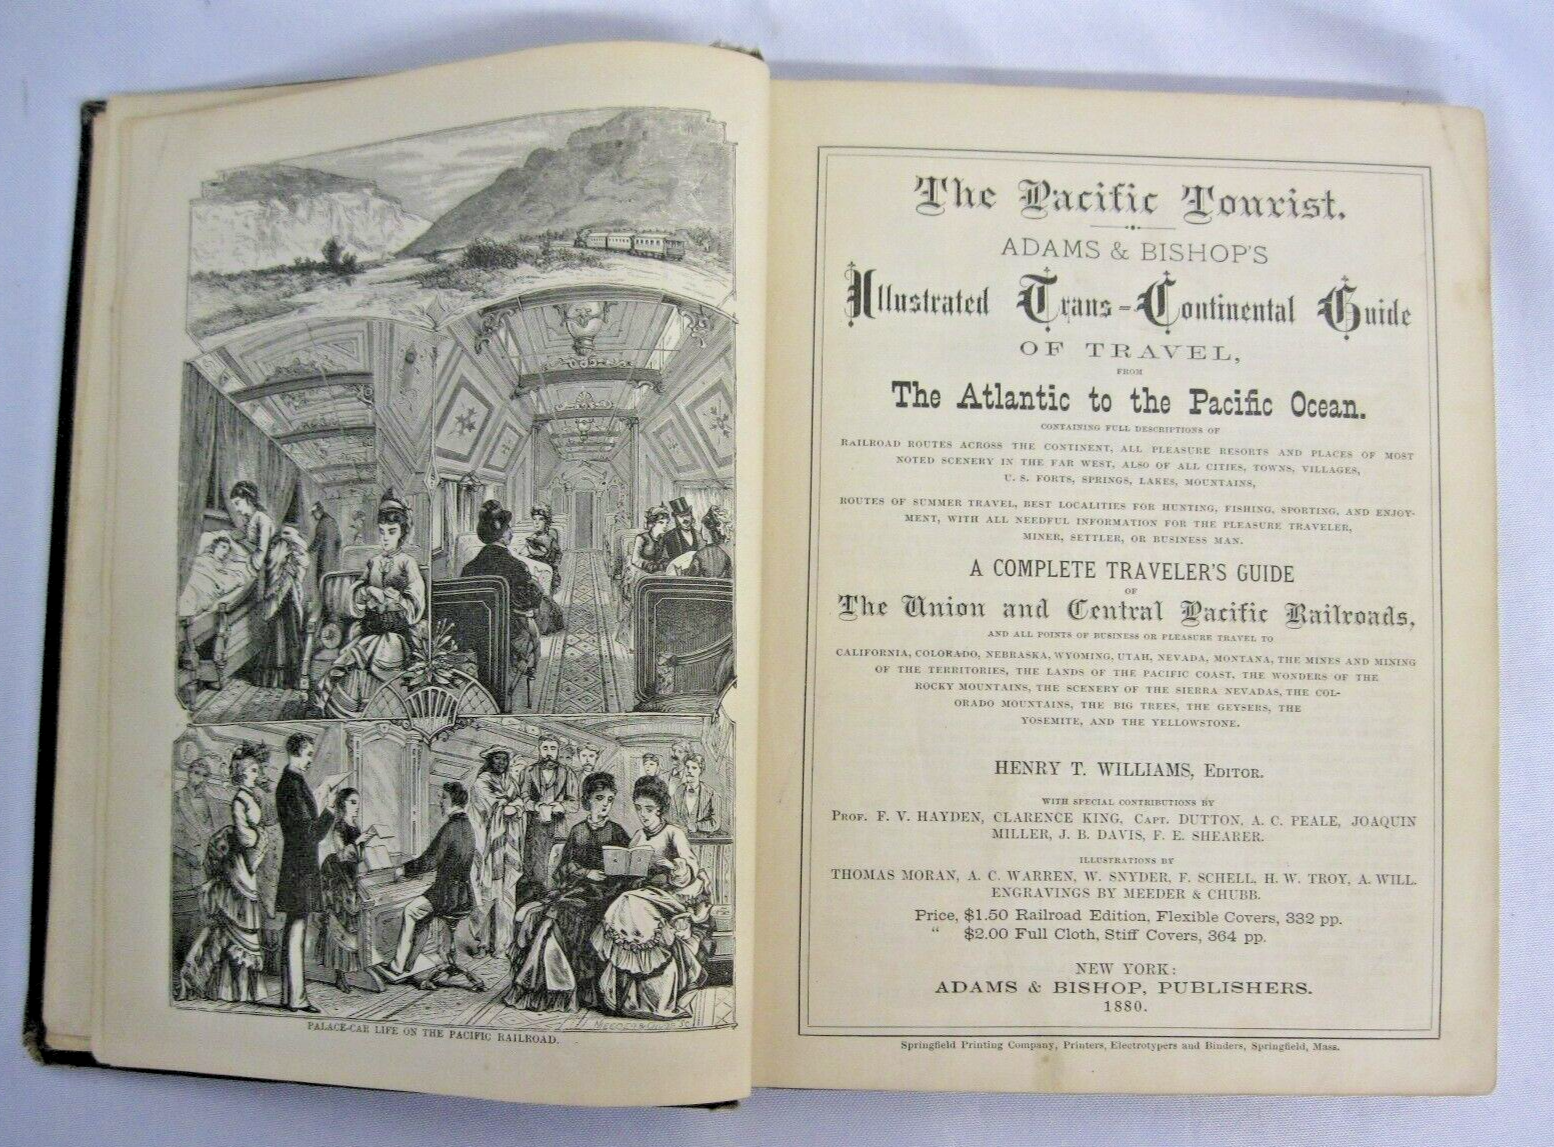 PALACE-CAR LIFE ON THE PACIFIC RAILROAD.
The Pacific Tourist.
ADAMS & BISHOP'S
Illustrated Trans-Continental Guide
OF TRAVEL,
FROM
The Atlantic to the Pacific Ocean.
CONTAINING FULL DESCRIPTIONS OF
RAILROAD ROUTES ACROSS THE CONTINENT, ALL PLEASURE RESORTS AND PLACES OF MOST
NOTED SCENERY IN THE FAR WEST, ALSO OF ALL CITIES, TOWNS, VILLAGES,
U. S. FORTS, SPRINGS, LAKES, MOUNTAINS,
ROUTES OF SUMMER TRAVEL, BEST LOCALITIES FOR HUNTING, FISHING, SPORTING, AND ENJOY-
MENT, WITH ALL NEEDFUL INFORMATION FOR THE PLEASURE TRAVELER,
MINER, SETTLER, OR BUSINESS MAN.
A COMPLETE TRAVELER'S GUIDE
OF
The Union and Central Pacific Railroads,
AND ALL POINTS OF BUSINESS OR PLEASURE TRAVEL TO
CALIFORNIA, COLORADO, NEBRASKA, WYOMING, UTAH, NEVADA, MONTANA, THE MINES AND MINING
OF THE TERRITORIES, THE LANDS OF THE PACIFIC COAST, THE WONDERS OF THE
ROCKY MOUNTAINS, THE SCENERY OF THE SIERRA NEVADAS, THE COL-
ORADO MOUNTAINS, THE BIG TREES, THE GEYSERS, THE
YOSEMITE, AND THE YELLOWSTONE.
HENRY T. WILLIAMS, EDITOR.
WITH SPECIAL CONTRIBUTIONS BY
PROF. F. V. HAYDEN, CLARENCE KING, CAPT. DUTTON, A. C. PEALE, JOAQUIN
MILLER, J. B. DAVIS, F. E. SHEARER.
ILLUSTRATIONS BY
THOMAS MORAN, A. C. WARREN, W. SNYDER, F. SCHELL, H. W. TROY, A. WILL.
ENGRAVINGS BY MEEDER & CHUBB.
Price, $1.50 Railroad Edition, Flexible Covers, 332 pp.
" $2.00 Full Cloth, Stiff Covers, 364 pp.
NEW YORK:
ADAMS & BISHOP, PUBLISHERS.
1880.
Springfield Printing Company, Printers, Electrotypers and Binders, Springfield, Mass.